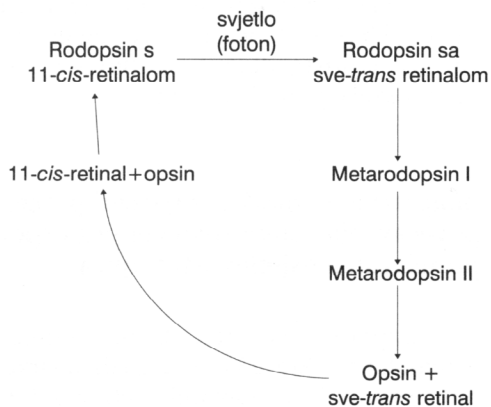 svjetlo
(foton)
Rodopsin s
11-cis-retinalom
Rodopsin sa
sve-trans retinalom
11-cis-retinal+opsin
Metarodopsin I
Metarodopsin II
Opsin +
sve-trans retinal